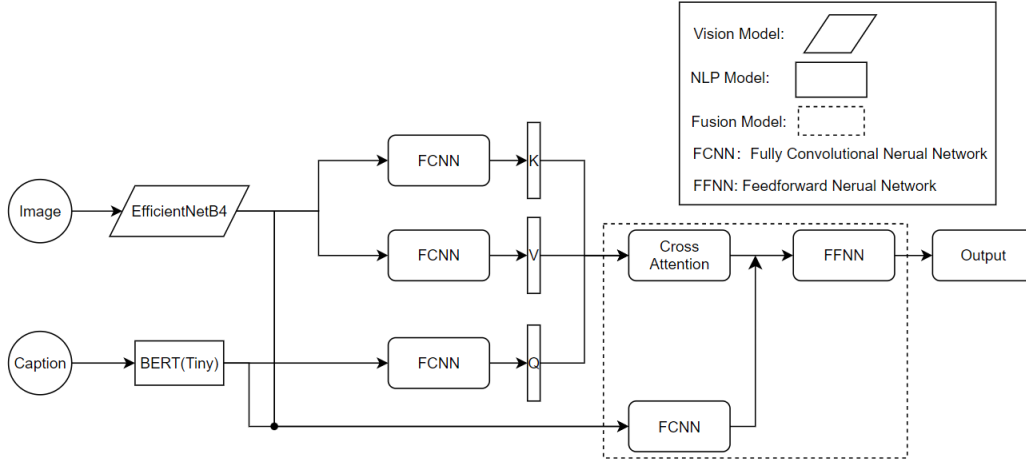 Vision Model:
NLP Model:
Fusion Model:
FCNN: Fully Convolutional Nerual Network
FFNN: Feedforward Nerual Network
FCNN
K
Image
EfficientNetB4
FCNN
V
Cross
Attention
FFNN
Output
Caption
BERT(Tiny)
FCNN
Q
FCNN